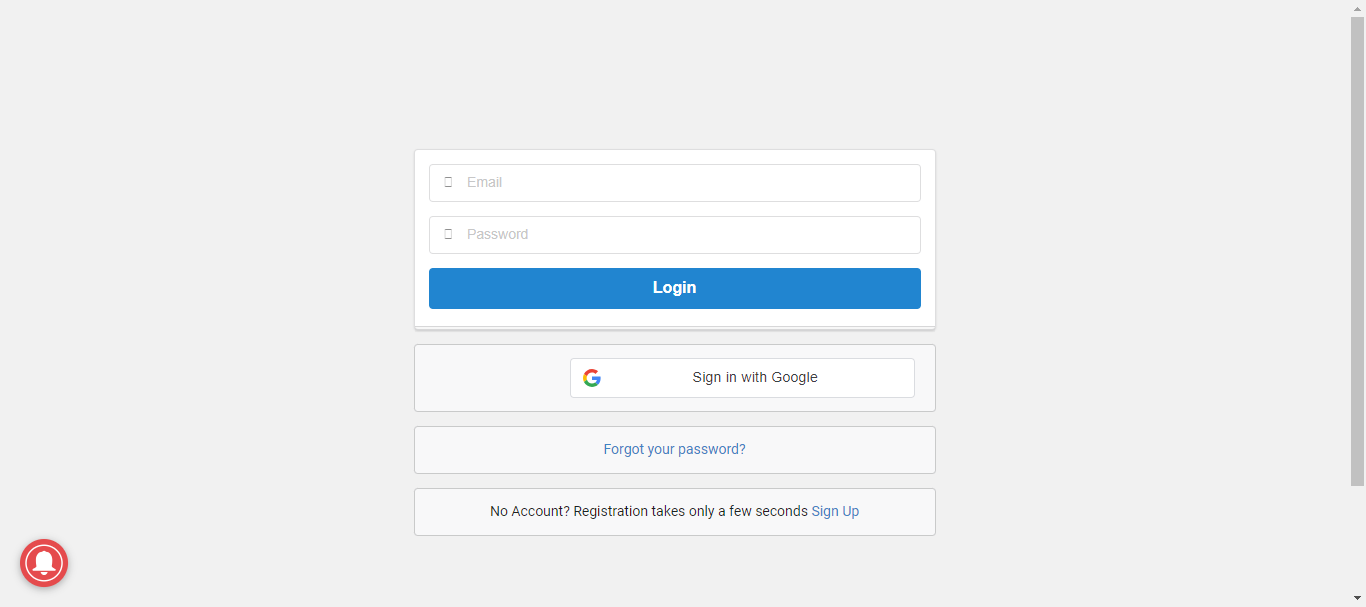 Email
Password
Login
Sign in with Google
Forgot your password?
No Account? Registration takes only a few seconds Sign Up